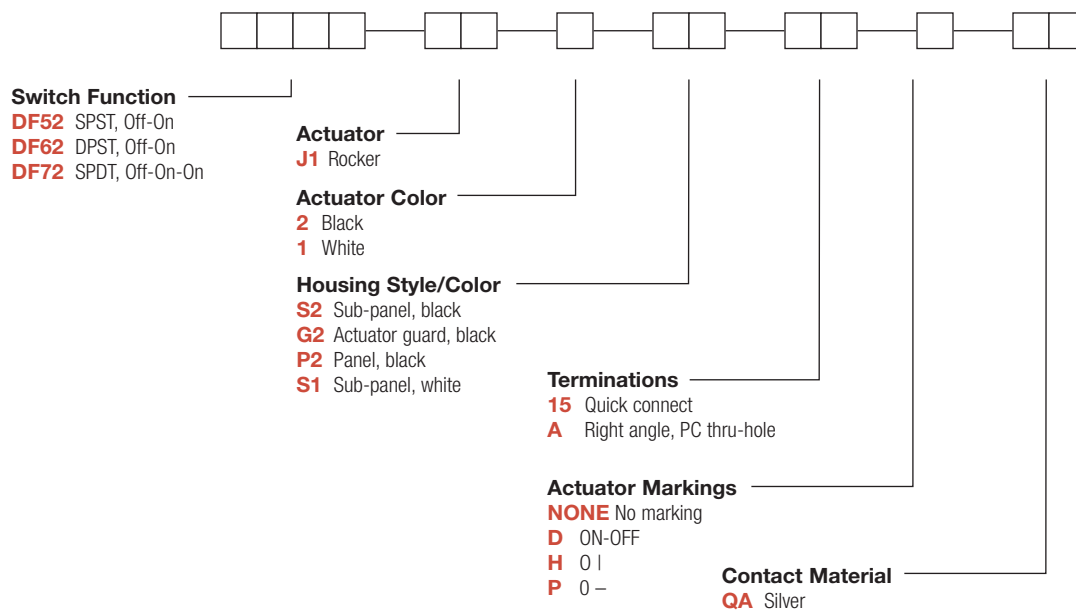 Switch Function
DF52 SPST, Off-On
DF62 DPST, Off-On
DF72 SPDT, Off-On-On
Actuator
J1 Rocker
Actuator Color
2 Black
1 White
Housing Style/Color
S2 Sub-panel, black
G2 Actuator guard, black
P2 Panel, black
S1 Sub-panel, white
Terminations
15 Quick connect
A Right angle, PC thru-hole
Actuator Markings
NONE No marking
D ON-OFF
H O |
P O –
Contact Material
QA Silver